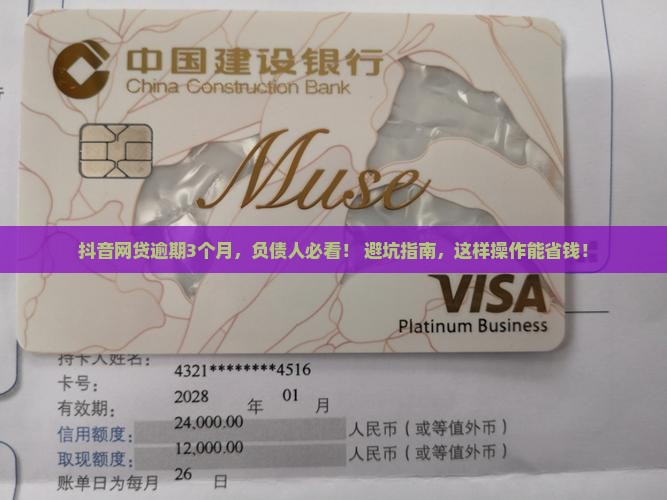 中国建设银行
China Construction Bank
Muse
抖音网贷逾期3个月，负债人必看！ 避坑指南，这样操作能省钱！
VISA
Platinum Business
持卡人姓名：
卡号： 4321********4516
有效期： 2028 年 01 月
信用额度： 24,000.00 人民币（或等值外币）
取现额度： 12,000.00 人民币（或等值外币）
账单日为每月 26 日